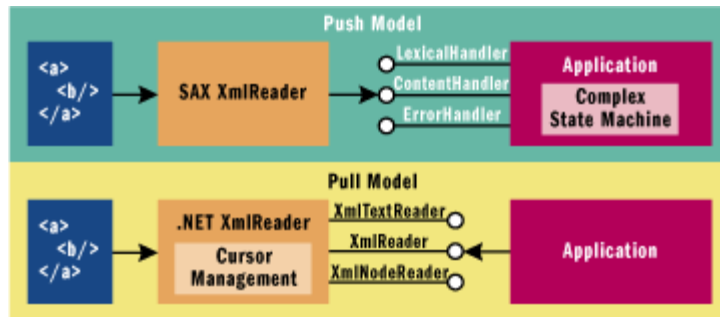 Push Model
<a>
<b/>
</a>
SAX XmlReader
LexicalHandler
ContentHandler
ErrorHandler
Application
Complex
State Machine
Pull Model
<a>
<b/>
</a>
.NET XmlReader
Cursor
Management
XmlTextReader
XmlReader
XmlNodeReader
Application